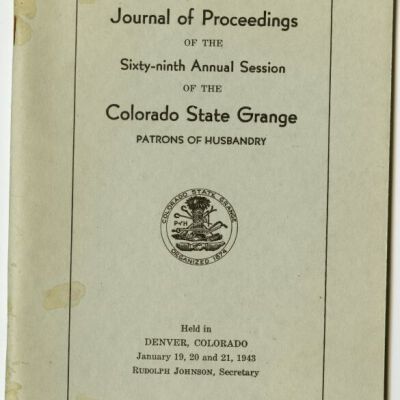 Journal of Proceedings
OF THE
Sixty-ninth Annual Session
OF THE
Colorado State Grange
PATRONS OF HUSBANDRY
COLORADO STATE GRANGE
P of H
ORGANIZED 1874
Held in
DENVER, COLORADO
January 19, 20 and 21, 1943
RUDOLPH JOHNSON, Secretary